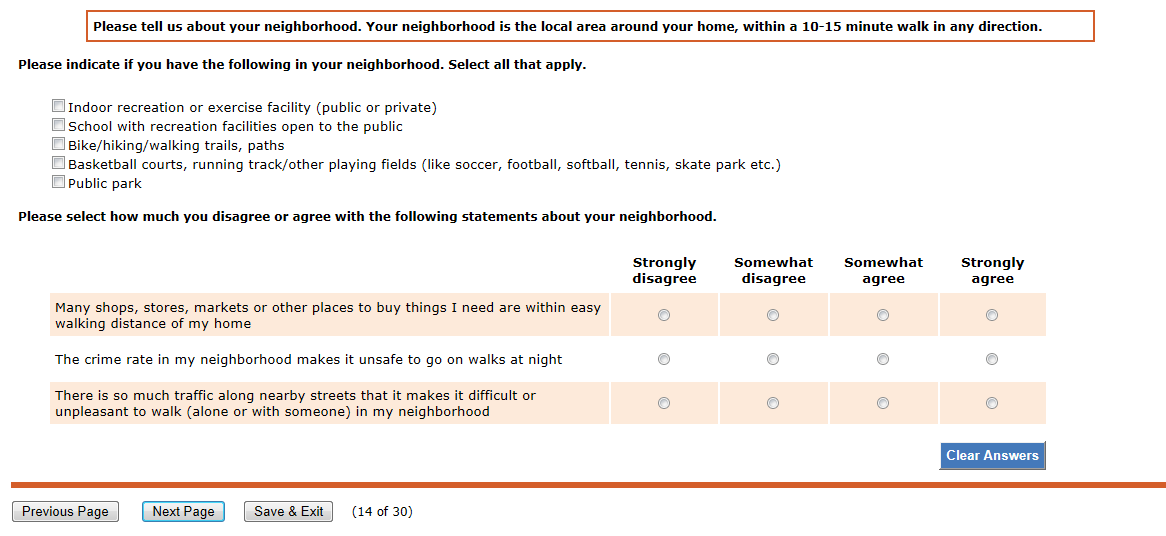 Please tell us about your neighborhood. Your neighborhood is the local area around your home, within a 10-15 minute walk in any direction.
Please indicate if you have the following in your neighborhood. Select all that apply.
Indoor recreation or exercise facility (public or private)
School with recreation facilities open to the public
Bike/hiking/walking trails, paths
Basketball courts, running track/other playing fields (like soccer, football, softball, tennis, skate park etc.)
Public park
Please select how much you disagree or agree with the following statements about your neighborhood.
Strongly Somewhat Somewhat Strongly
disagree disagree agree agree
Many shops, stores, markets or other places to buy things I need are within easy
walking distance of my home
The crime rate in my neighborhood makes it unsafe to go on walks at night
There is so much traffic along nearby streets that it makes it difficult or
unpleasant to walk (alone or with someone) in my neighborhood
Clear Answers
Previous Page Next Page Save & Exit (14 of 30)